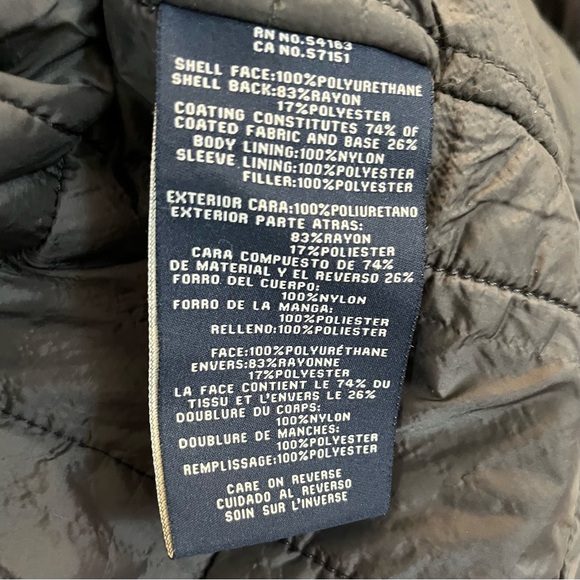 RN NO.54163
CA NO.57151
SHELL FACE:100%POLYURETHANE
SHELL BACK:83%RAYON
17%POLYESTER
COATING CONSTITUTES 74% OF
COATED FABRIC AND BASE 26%
BODY LINING:100%NYLON
SLEEVE LINING:100%POLYESTER
FILLER:100%POLYESTER
EXTERIOR CARA:100%POLIURETANO
EXTERIOR PARTE ATRAS:
83%RAYON
17%POLIESTER
CARA COMPUESTO DE 74%
DE MATERIAL Y EL REVERSO 26%
FORRO DEL CUERPO:
100%NYLON
FORRO DE LA MANGA:
100%POLIESTER
RELLENO:100%POLIESTER
FACE:100%POLYURÉTHANE
ENVERS:83%RAYONNE
17%POLYESTER
LA FACE CONTIENT LE 74% DU
TISSU ET L'ENVERS LE 26%
DOUBLURE DU CORPS:
100%NYLON
DOUBLURE DE MANCHES:
100%POLYESTER
REMPLISSAGE:100%POLYESTER
CARE ON REVERSE
CUIDADO AL REVERSO
SOIN SUR L'INVERSE